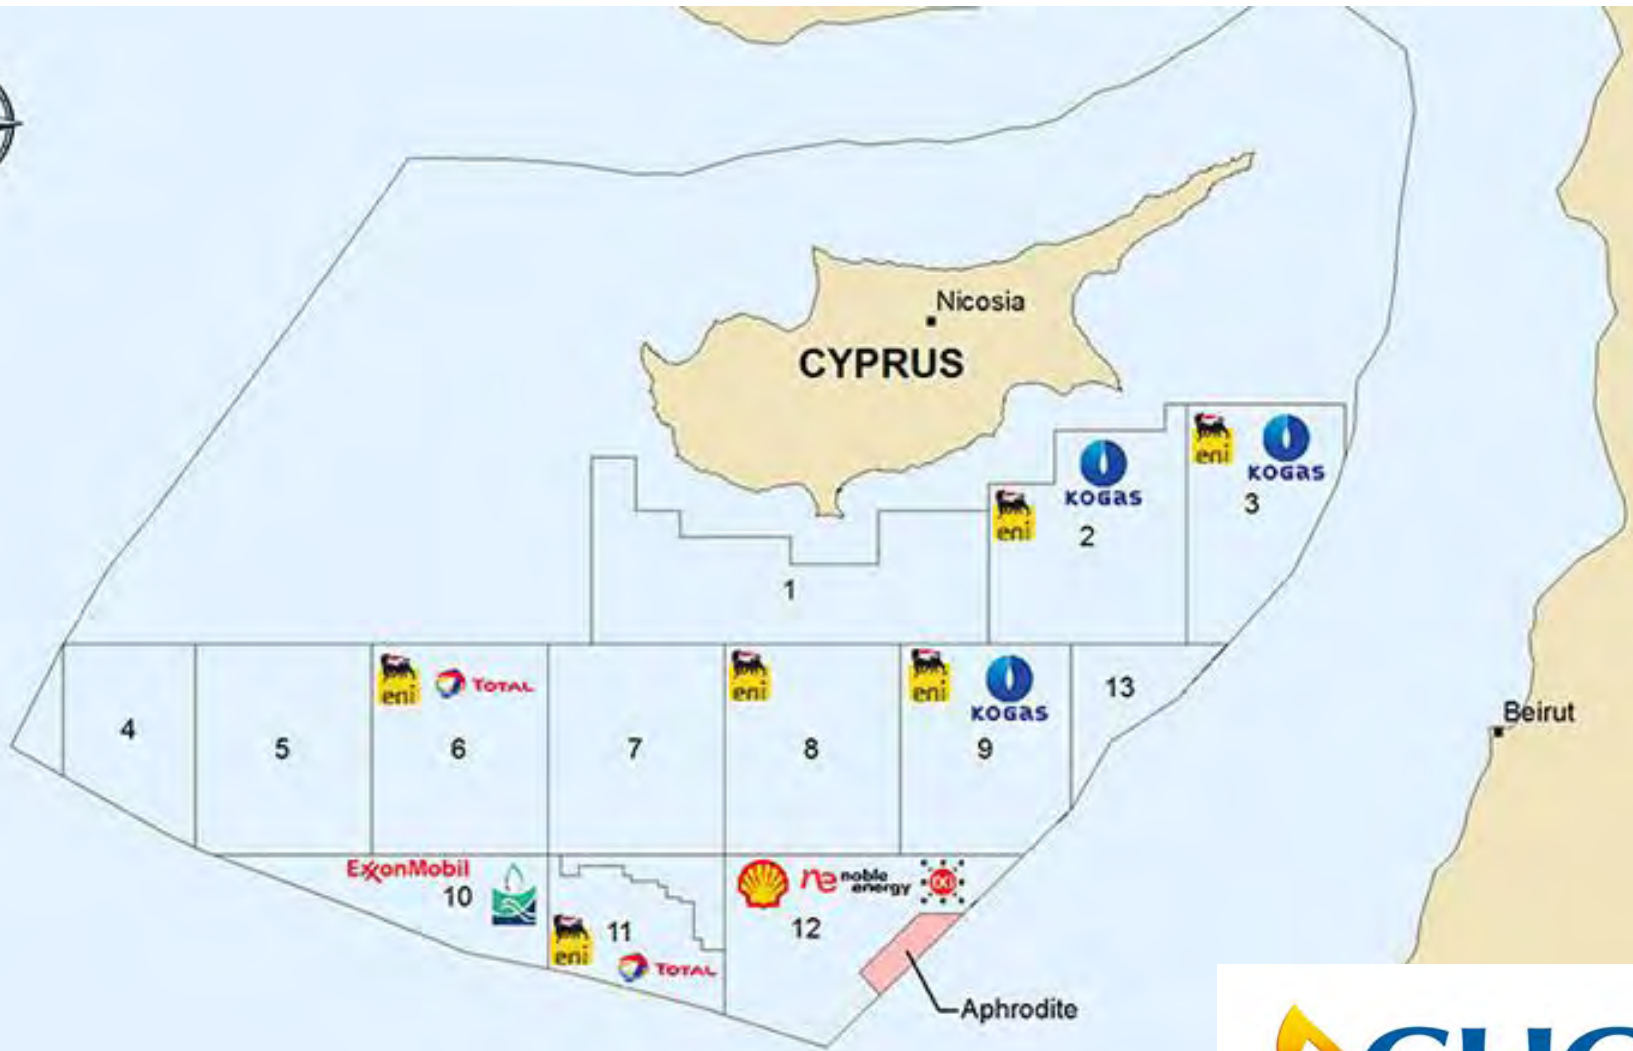 Nicosia
CYPRUS
eni
KOGAS
3
KOGAS
eni
2
1
eni TOTAL
eni
eni
KOGAS
13
Beirut
4
5
6
7
8
9
ExxonMobil
10
eni
11
TOTAL
ne noble
energy
12
Aphrodite